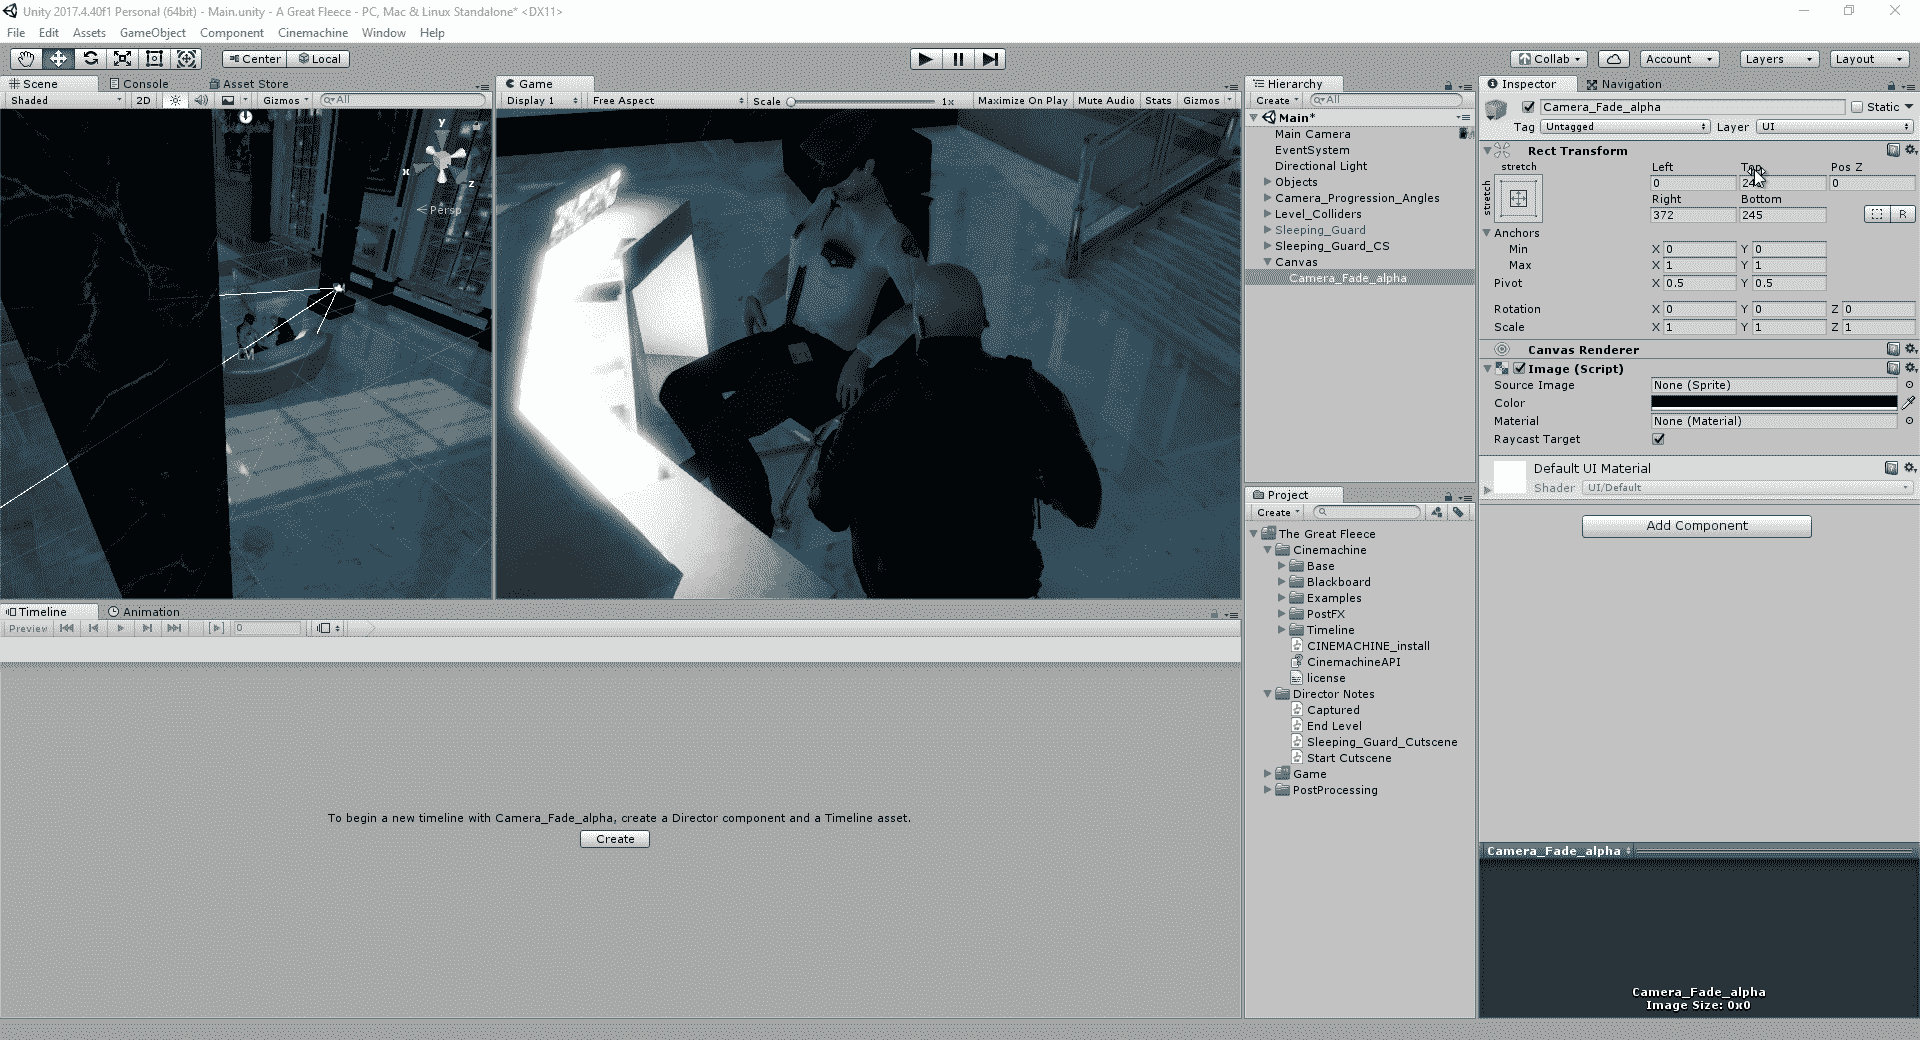 Unity 2017.4.40f1 Personal (64bit) - Main.unity - A Great Fleece - PC, Mac & Linux Standalone* <DX11>
File Edit Assets GameObject Component Cinemachine Window Help
Center Local Collab Account Layers Layout
Scene Console Asset Store
Shaded 2D Gizmos All
y
x
z
Persp
Game
Display 1 Free Aspect Scale 1x Maximize On Play Mute Audio Stats Gizmos
Timeline Animation
Preview 0
To begin a new timeline with Camera_Fade_alpha, create a Director component and a Timeline asset.
Create
Hierarchy
Create All
Main*
Main Camera
EventSystem
Directional Light
Objects
Camera_Progression_Angles
Level_Colliders
Sleeping_Guard
Sleeping_Guard_CS
Canvas
Camera_Fade_alpha
Project
Create
The Great Fleece
Cinemachine
Base
Blackboard
Examples
PostFX
Timeline
CINEMACHINE_install
CinemachineAPI
license
Director Notes
Captured
End Level
Sleeping_Guard_Cutscene
Start Cutscene
Game
PostProcessing
Inspector Navigation
Camera_Fade_alpha Static
Tag Untagged Layer UI
Rect Transform
stretch Left Pos Z
stretch
0 0
Right Bottom
372 245 R
Anchors
Min X 0 Y 0
Max X 1 Y 1
Pivot X 0.5 Y 0.5
Rotation X 0 Y 0 Z 0
Scale X 1 Y 1 Z 1
Canvas Renderer
Image (Script)
Source Image None (Sprite)
Color
Material None (Material)
Raycast Target
Default UI Material
Shader UI/Default
Add Component
Camera_Fade_alpha
Camera_Fade_alpha
Image Size: 0x0